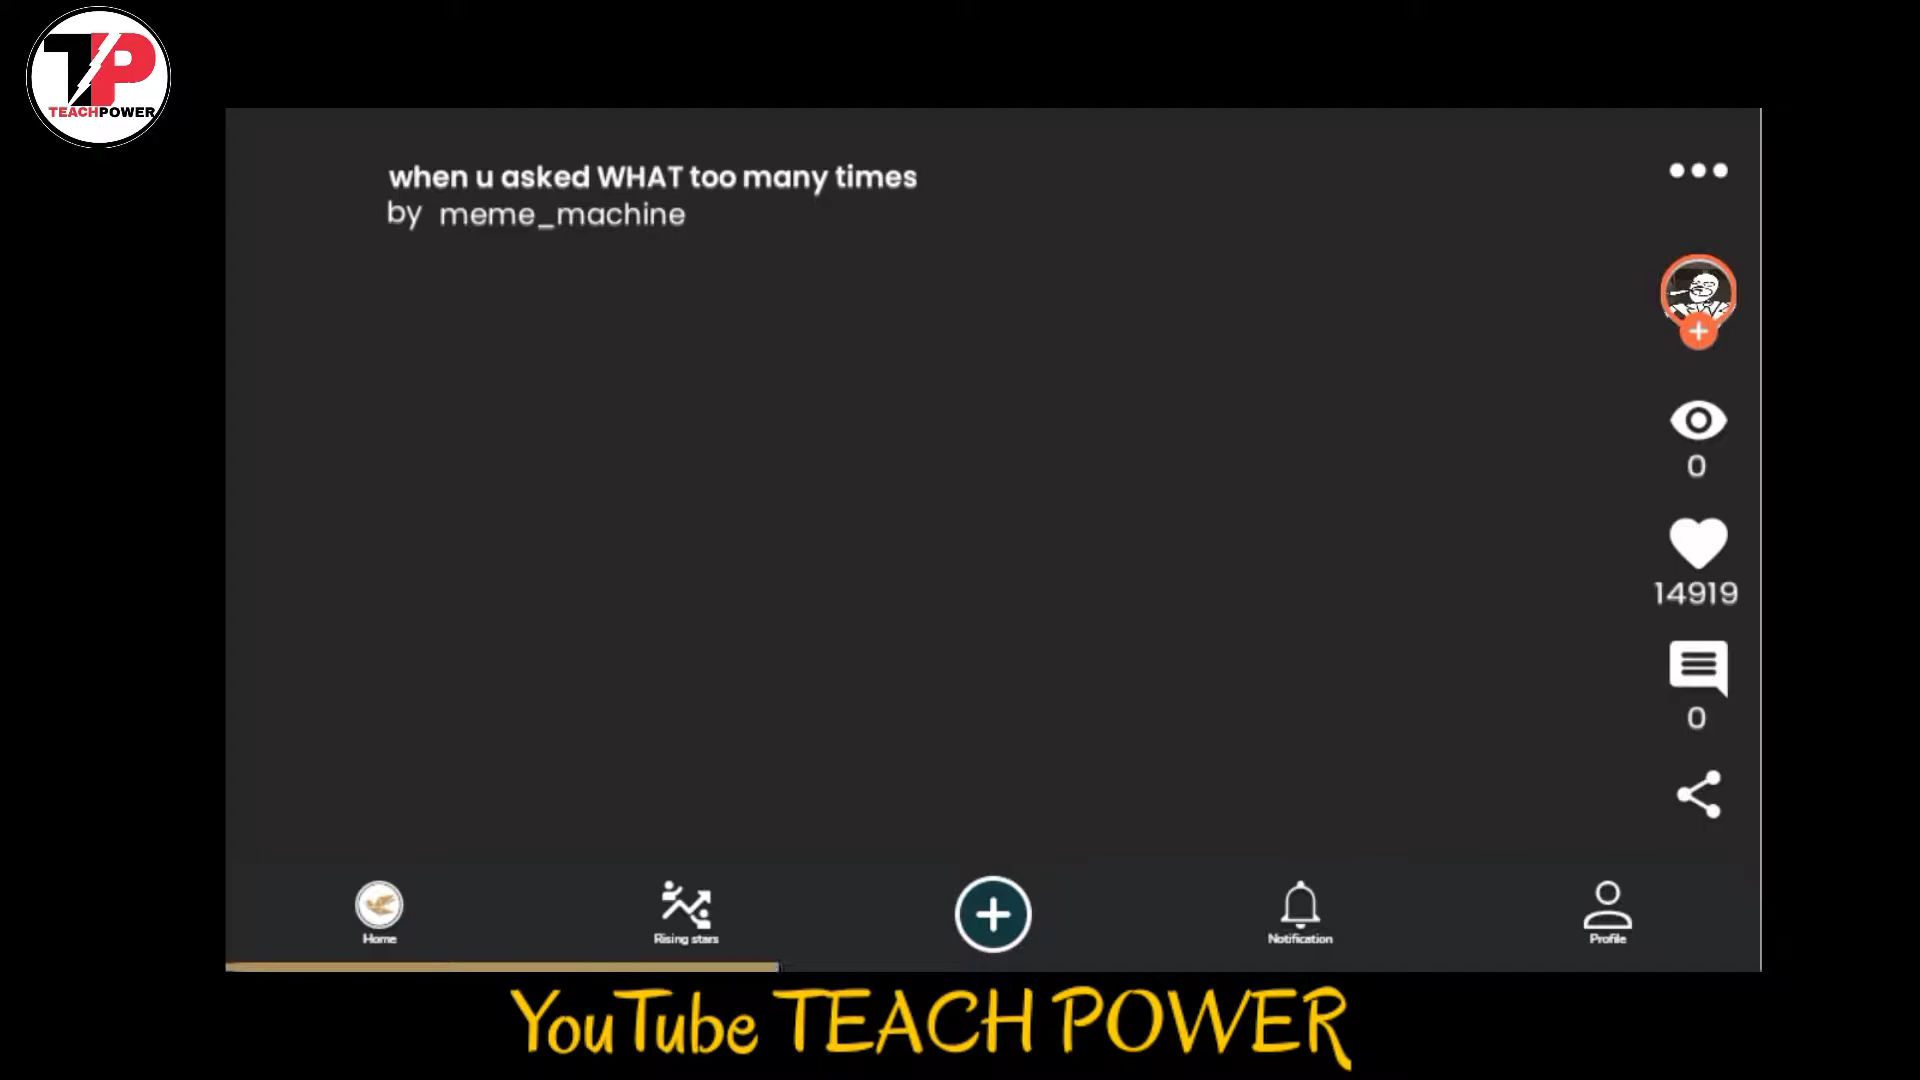 TP
TEACHPOWER
when u asked WHAT too many times
by meme_machine
0
14919
0
Home
Rising stars
Notification
Profile
YouTube TEACH POWER